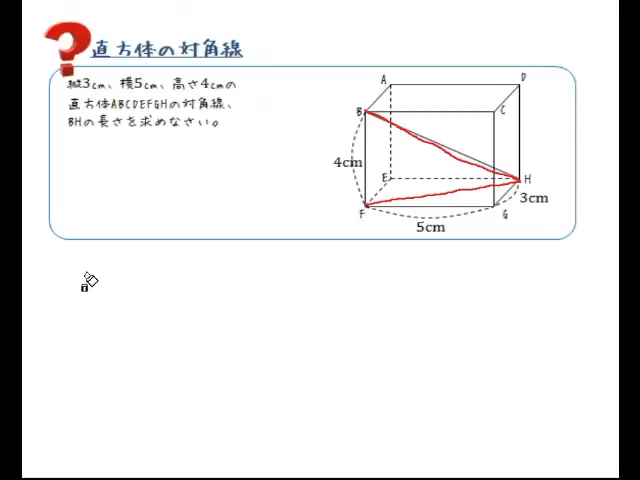 ?
直方体の対角線
縦3cm、横5cm、高さ4cmの
直方体ABCDEFGHの対角線、
BHの長さを求めなさい。
A
D
B
C
4cm
E
H
3cm
F
G
5cm